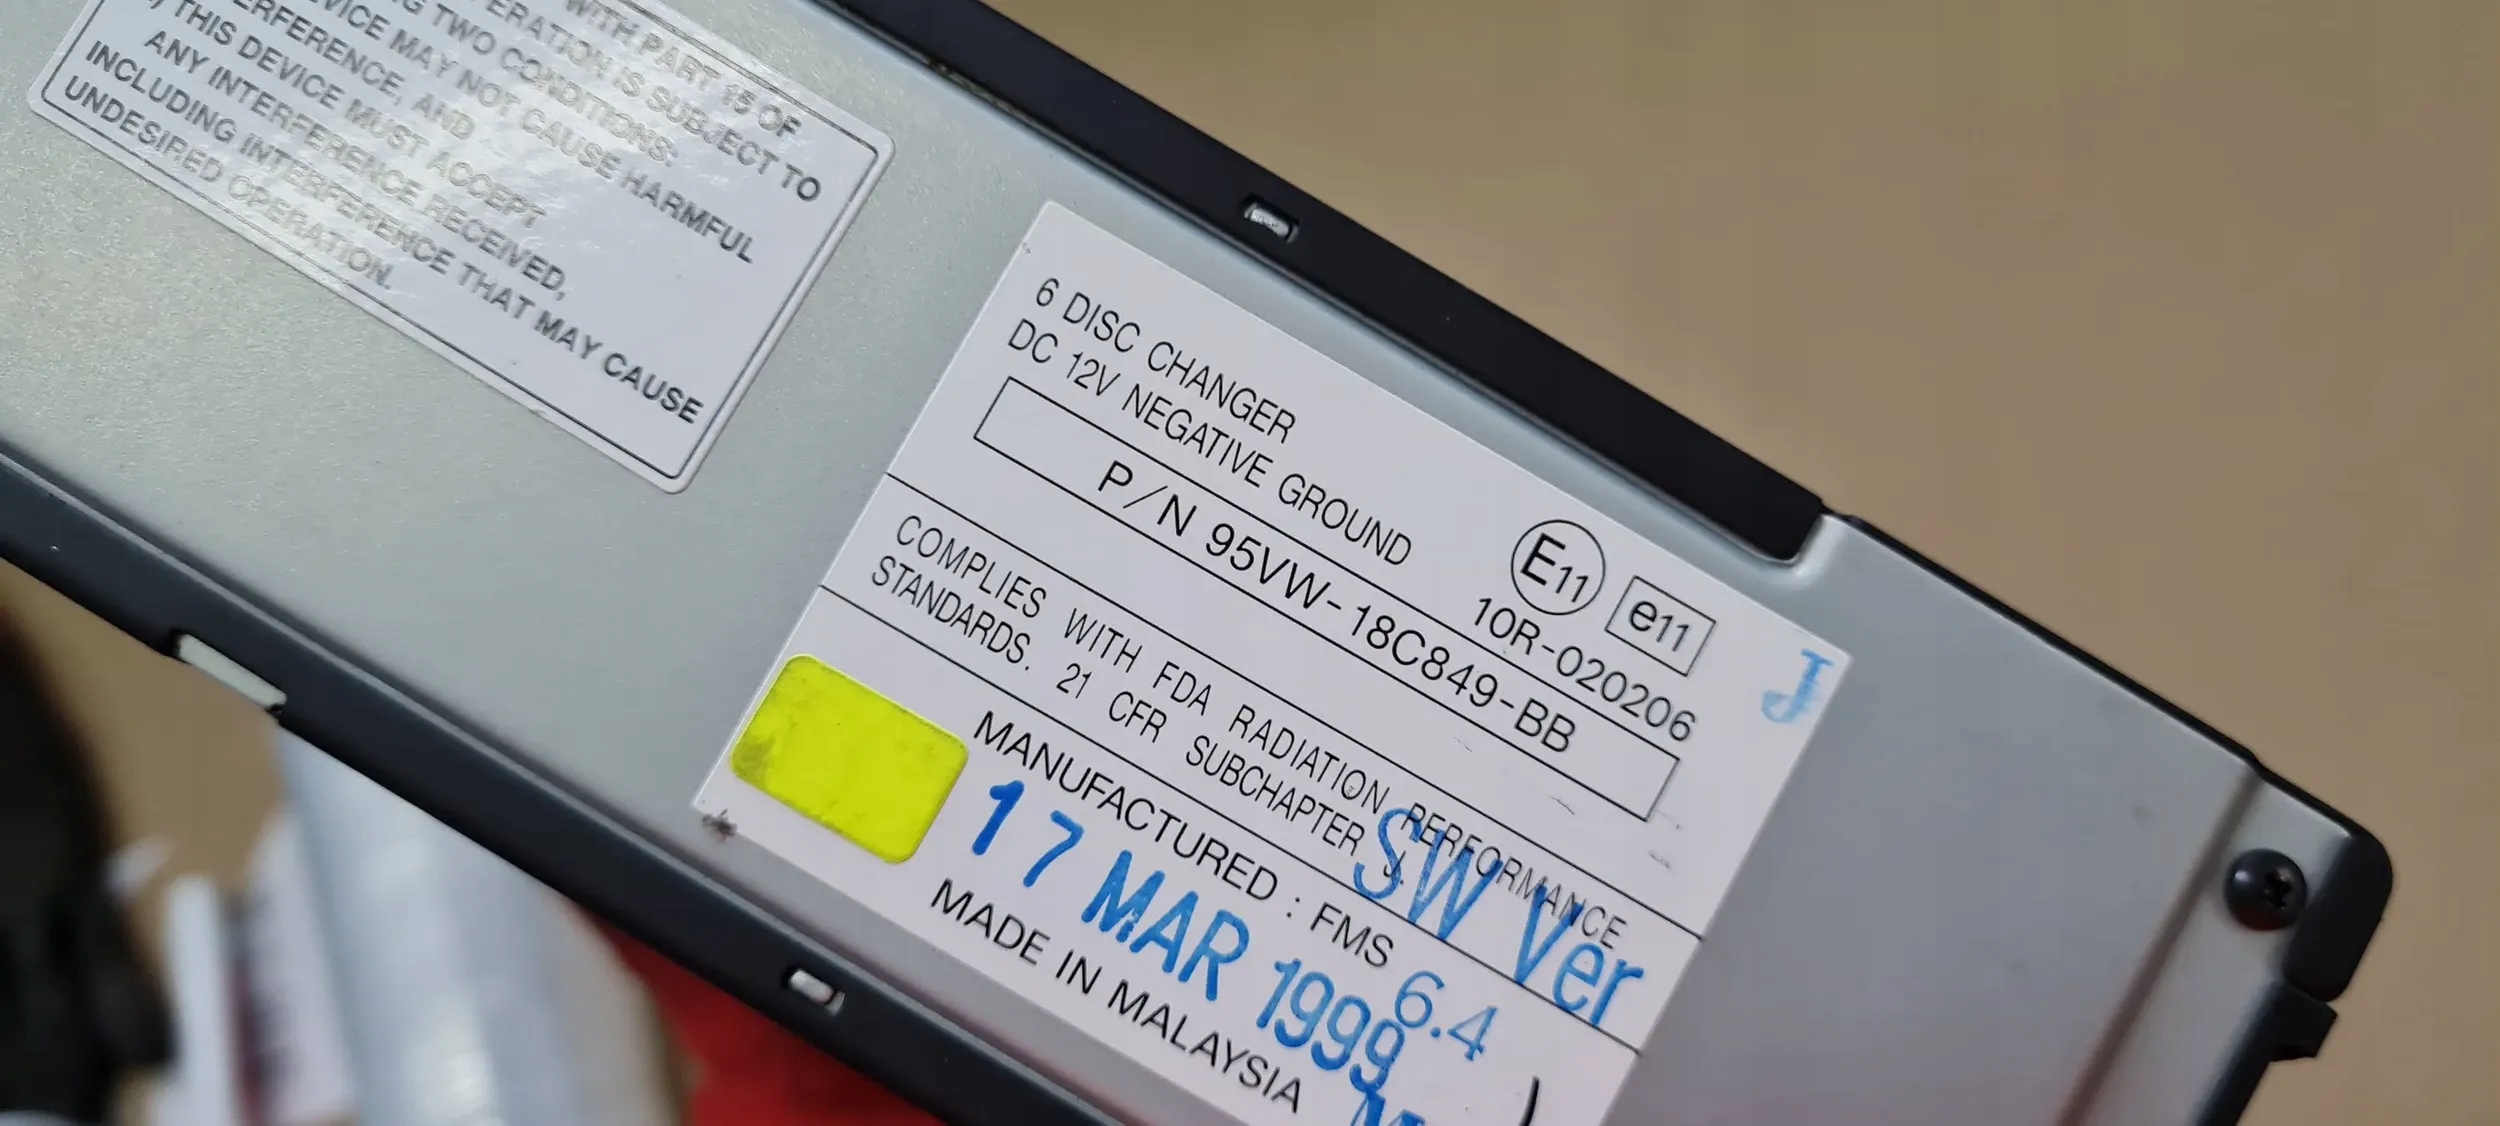 WITH PART 15 OF
OPERATION IS SUBJECT TO
TWO CONDITIONS:
DEVICE MAY NOT CAUSE HARMFUL
INTERFERENCE, AND
THIS DEVICE MUST ACCEPT
ANY INTERFERENCE RECEIVED,
INCLUDING INTERFERENCE THAT MAY CAUSE
UNDESIRED OPERATION.
6 DISC CHANGER
DC 12V NEGATIVE GROUND
E11 e11
10R-020206
P/N 95VW-18C849-BB
J
COMPLIES WITH FDA RADIATION PERFORMANCE
STANDARDS. 21 CFR SUBCHAPTER J.
SW Ver
6.4
MANUFACTURED : FMS
17 MAR 1999
MADE IN MALAYSIA